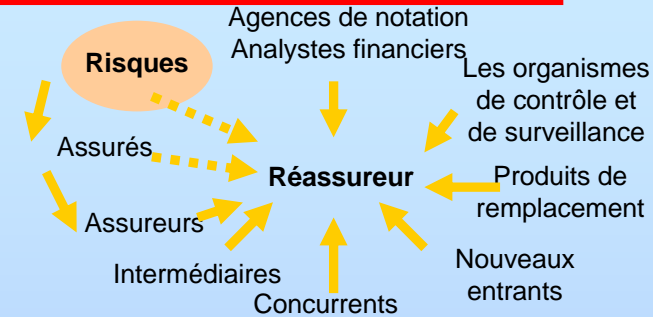 Agences de notation
Analystes financiers
Risques
Les organismes
de contrôle et
de surveillance
Assurés
Réassureur
Produits de
remplacement
Assureurs
Intermédiaires
Nouveaux
entrants
Concurrents